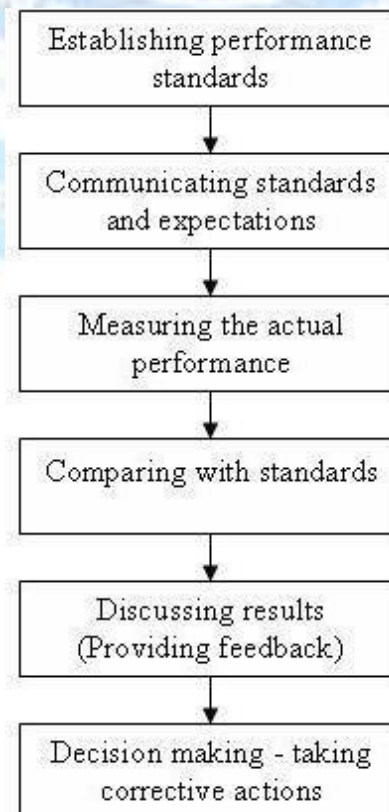 Establishing performance
standards
Communicating standards
and expectations
Measuring the actual
performance
Comparing with standards
Discussing results
(Providing feedback)
Decision making - taking
corrective actions